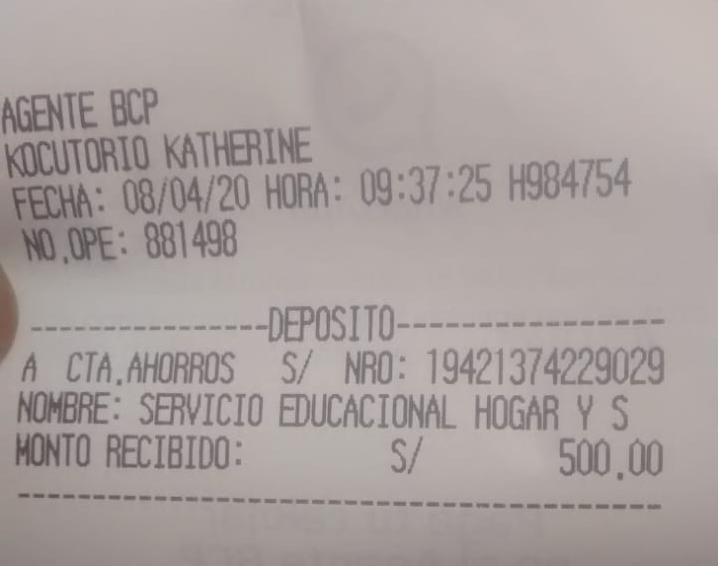 AGENTE BCP
KOCUTORIO KATHERINE
FECHA: 08/04/20 HORA: 09:37:25 H984754
NO.OPE: 881498
----------------DEPOSITO------------------
A CTA.AHORROS S/ NRO: 19421374229029
NOMBRE: SERVICIO EDUCACIONAL HOGAR Y S
MONTO RECIBIDO: S/ 500.00